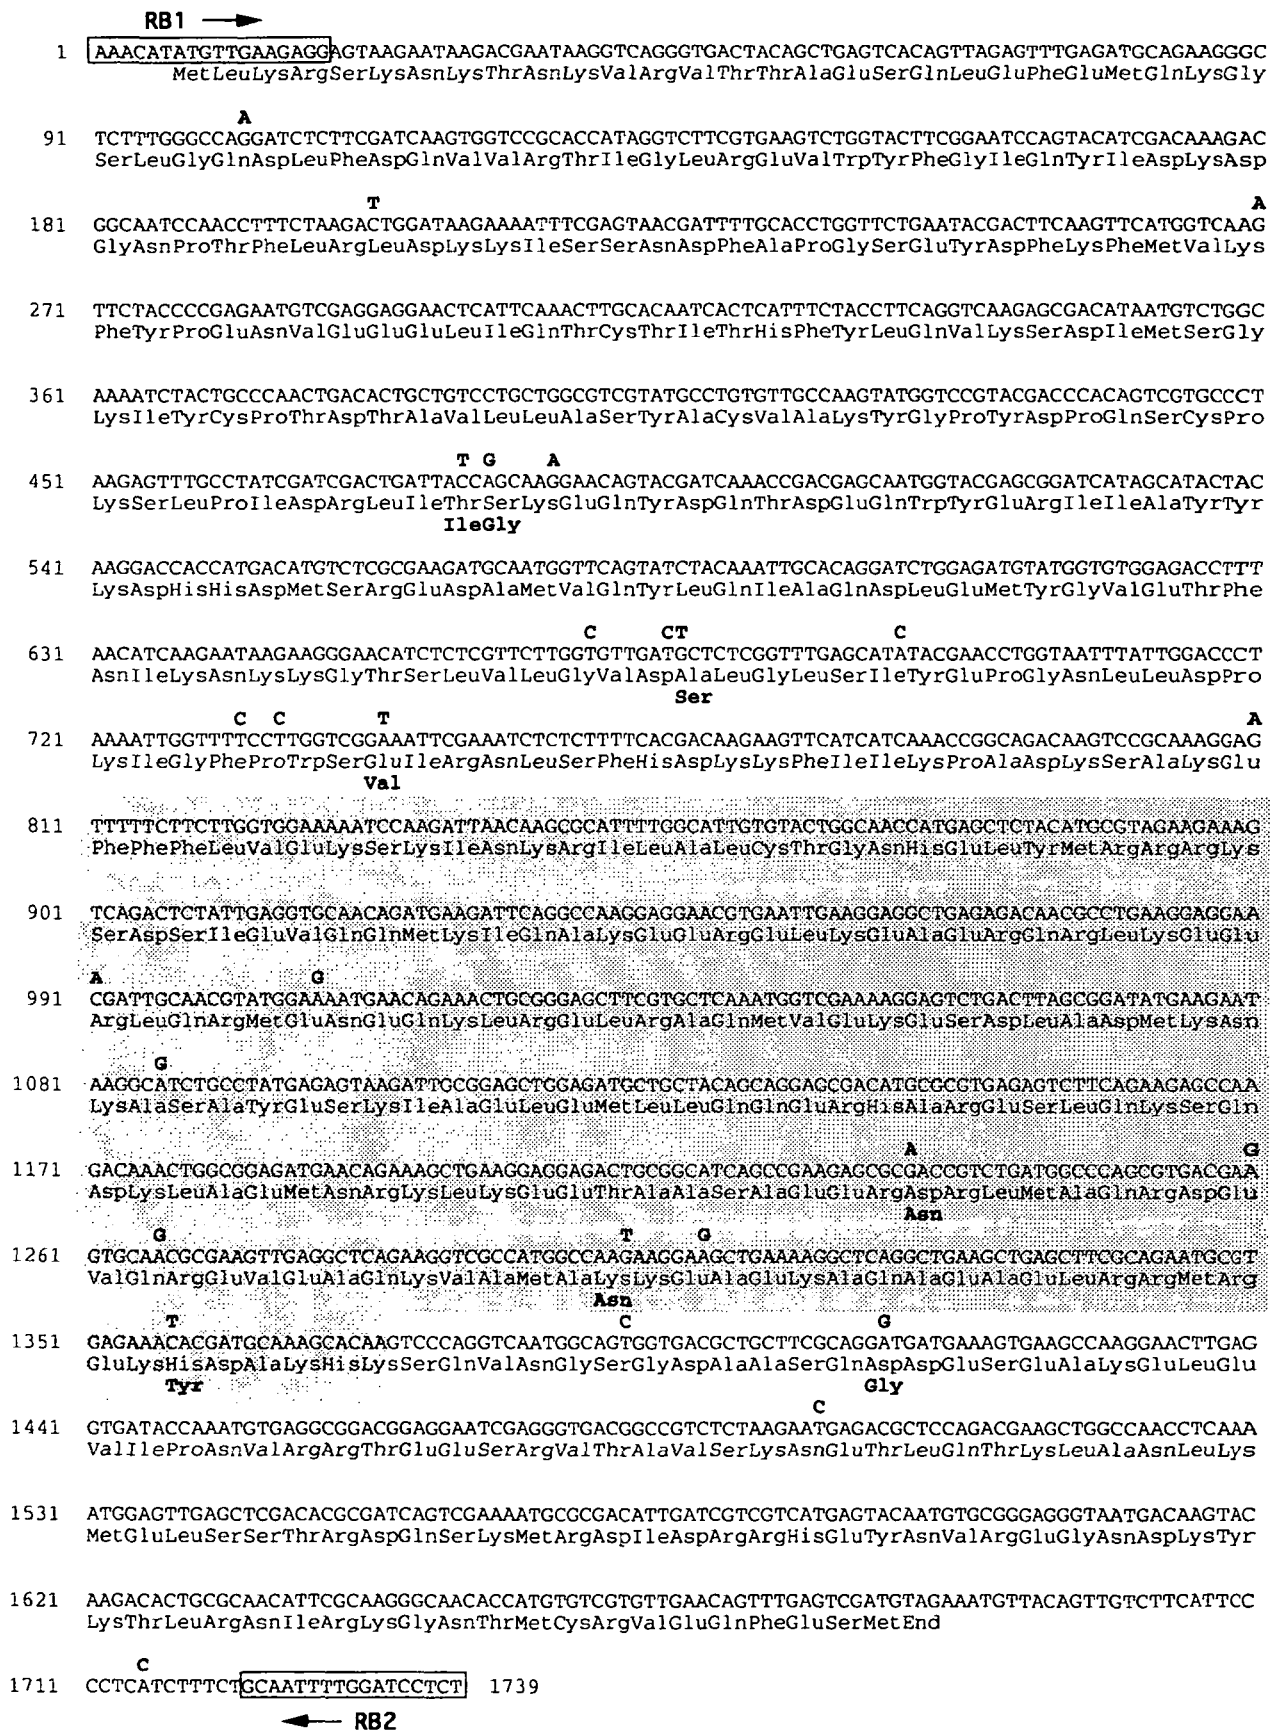 RB1
1 AAACATATGTTGAAGAGGAGTAAGAATAAGACGAATAAGGTCAGGGTGACTACAGCTGAGTCACAGTTAGAGTTTGAGATGCAGAAGGGC
MetLeuLysArgSerLysAsnLysThrAsnLysValArgValThrThrAlaGluSerGlnLeuGluPheGluMetGlnLysGly
A
91 TCTTTGGGCCAGGATCTCTTCGATCAAGTGGTCCGCACCATAGGTCTTCGTGAAGTCTGGTACTTCGGAATCCAGTACATCGACAAAGAC
SerLeuGlyGlnAspLeuPheAspGlnValValArgThrIleGlyLeuArgGluValTrpTyrPheGlyIleGlnTyrIleAspLysAsp
T A
181 GGCAATCCAACCTTTCTAAGACTGGATAAGAAAATTTCGAGTAACGATTTTGCACCTGGTTCTGAATACGACTTCAAGTTCATGGTCAAG
GlyAsnProThrPheLeuArgLeuAspLysLysIleSerSerAsnAspPheAlaProGlySerGluTyrAspPheLysPheMetValLys
271 TTCTACCCCGAGAATGTCGAGGAGGAACTCATTCAAACTTGCACAATCACTCATTTCTACCTTCAGGTCAAGAGCGACATAATGTCTGGC
PheTyrProGluAsnValGluGluGluLeuIleGlnThrCysThrIleThrHisPheTyrLeuGlnValLysSerAspIleMetSerGly
361 AAAATCTACTGCCCAACTGACACTGCTGTCCTGCTGGCGTCGTATGCCTGTGTTGCCAAGTATGGTCCGTACGACCCACAGTCGTGCCCT
LysIleTyrCysProThrAspThrAlaValLeuLeuAlaSerTyrAlaCysValAlaLysTyrGlyProTyrAspProGlnSerCysPro
T G A
451 AAGAGTTTGCCTATCGATCGACTGATTACCAGCAAGGAACAGTACGATCAAACCGACGAGCAATGGTACGAGCGGATCATAGCATACTAC
LysSerLeuProIleAspArgLeuIleThrSerLysGluGlnTyrAspGlnThrAspGluGlnTrpTyrGluArgIleIleAlaTyrTyr
IleGly
541 AAGGACCACCATGACATGTCTCGCGAAGATGCAATGGTTCAGTATCTACAAATTGCACAGGATCTGGAGATGTATGGTGTGGAGACCTTT
LysAspHisHisAspMetSerArgGluAspAlaMetValGlnTyrLeuGlnIleAlaGlnAspLeuGluMetTyrGlyValGluThrPhe
C CT C
631 AACATCAAGAATAAGAAGGGAACATCTCTCGTTCTTGGTGTTGATGCTCTCGGTTTGAGCATATACGAACCTGGTAATTTATTGGACCCT
AsnIleLysAsnLysLysGlyThrSerLeuValLeuGlyValAspAlaLeuGlyLeuSerIleTyrGluProGlyAsnLeuLeuAspPro
Ser
C C T A
721 AAAATTGGTTTTCCTTGGTCGGAAATTCGAAATCTCTCTTTTCACGACAAGAAGTTCATCATCAAACCGGCAGACAAGTCCGCAAAGGAG
LysIleGlyPheProTrpSerGluIleArgAsnLeuSerPheHisAspLysLysPheIleIleLysProAlaAspLysSerAlaLysGlu
Val
811 TTTTTCTTCTTGGTGGAAAAATCCAAGATTAACAAGCGCATTTTGGCATTGTGTACTGGCAACCATGAGCTCTACATGCGTAGAAGAAAG
PhePhePheLeuValGluLysSerLysIleAsnLysArgIleLeuAlaLeuCysThrGlyAsnHisGluLeuTyrMetArgArgArgLys
901 TCAGACTCTATTGAGGTGCAACAGATGAAGATTCAGGCCAAGGAGGAACGTGAATTGAAGGAGGCTGAGAGACAACGCCTGAAGGAGGAA
SerAspSerIleGluValGlnGlnMetLysIleGlnAlaLysGluGluArgGluLeuLysGluAlaGluArgGlnArgLeuLysGluGlu
A G
991 CGATTGCAACGTATGGAAAATGAACAGAAACTGCGGGAGCTTCGTGCTCAAATGGTCGAAAAGGAGTCTGACTTAGCGGATATGAAGAAT
ArgLeuGlnArgMetGluAsnGluGlnLysLeuArgGluLeuArgAlaGlnMetValGluLysGluSerAspLeuAlaAspMetLysAsn
G
1081 AAGGCATCTGCCTATGAGAGTAAGATTGCGGAGCTGGAGATGCTGCTACAGCAGGAGCGACATGCGCGTGAGAGTCTTCAGAAGAGCCAA
LysAlaSerAlaTyrGluSerLysIleAlaGluLeuGluMetLeuLeuGlnGlnGluArgHisAlaArgGluSerLeuGlnLysSerGln
A G
1171 GACAAACTGGCGGAGATGAACAGAAAGCTGAAGGAGGAGACTGCGGCATCAGCCGAAGAGCGCGACCGTCTGATGGCCCAGCGTGACGAA
AspLysLeuAlaGluMetAsnArgLysLeuLysGluGluThrAlaAlaSerAlaGluGluArgAspArgLeuMetAlaGlnArgAspGlu
Asn
G T G
1261 GTGCAACGCGAAGTTGAGGCTCAGAAGGTCGCCATGGCCAAGAAGGAAGCTGAAAAGGCTCAGGCTGAAGCTGAGCTTCGCAGAATGCGT
ValGlnArgGluValGluAlaGlnLysValAlaMetAlaLysLysGluAlaGluLysAlaGlnAlaGluAlaGluLeuArgArgMetArg
Asn
T C G
1351 GAGAAACACGATGCAAAGCACAAGTCCCAGGTCAATGGCAGTGGTGACGCTGCTTCGCAGGATGATGAAAGTGAAGCCAAGGAACTTGAG
GluLysHisAspAlaLysHisLysSerGlnValAsnGlySerGlyAspAlaAlaSerGlnAspAspGluSerGluAlaLysGluLeuGlu
Tyr Gly
C
1441 GTGATACCAAATGTGAGGCGGACGGAGGAATCGAGGGTGACGGCCGTCTCTAAGAATGAGACGCTCCAGACGAAGCTGGCCAACCTCAAA
ValIleProAsnValArgArgThrGluGluSerArgValThrAlaValSerLysAsnGluThrLeuGlnThrLysLeuAlaAsnLeuLys
1531 ATGGAGTTGAGCTCGACACGCGATCAGTCGAAAATGCGCGACATTGATCGTCGTCATGAGTACAATGTGCGGGAGGGTAATGACAAGTAC
MetGluLeuSerSerThrArgAspGlnSerLysMetArgAspIleAspArgArgHisGluTyrAsnValArgGluGlyAsnAspLysTyr
1621 AAGACACTGCGCAACATTCGCAAGGGCAACACCATGTGTCGTGTTGAACAGTTTGAGTCGATGTAGAAATGTTACAGTTGTCTTCATTCC
LysThrLeuArgAsnIleArgLysGlyAsnThrMetCysArgValGluGlnPheGluSerMetEnd
C
1711 CCTCATCTTTCTGCAATTTTGGATCCTCT 1739
RB2